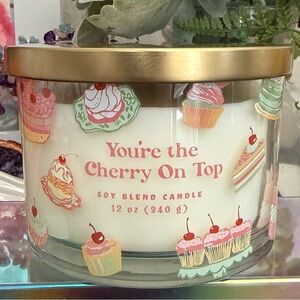 You're the
Cherry On Top
SOY BLEND CANDLE
12 oz (340 g)